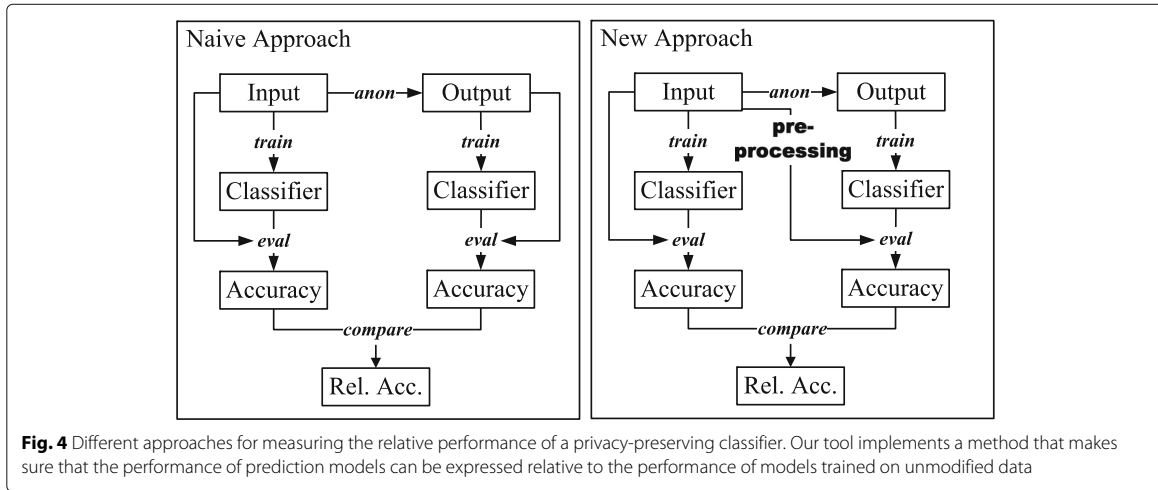 Naive Approach
Input
anon
Output
train
train
Classifier
Classifier
eval
eval
Accuracy
Accuracy
compare
Rel. Acc.
New Approach
Input
anon
Output
pre-
processing
train
train
Classifier
Classifier
eval
eval
Accuracy
Accuracy
compare
Rel. Acc.
Fig. 4 Different approaches for measuring the relative performance of a privacy-preserving classifier. Our tool implements a method that makes
sure that the performance of prediction models can be expressed relative to the performance of models trained on unmodified data